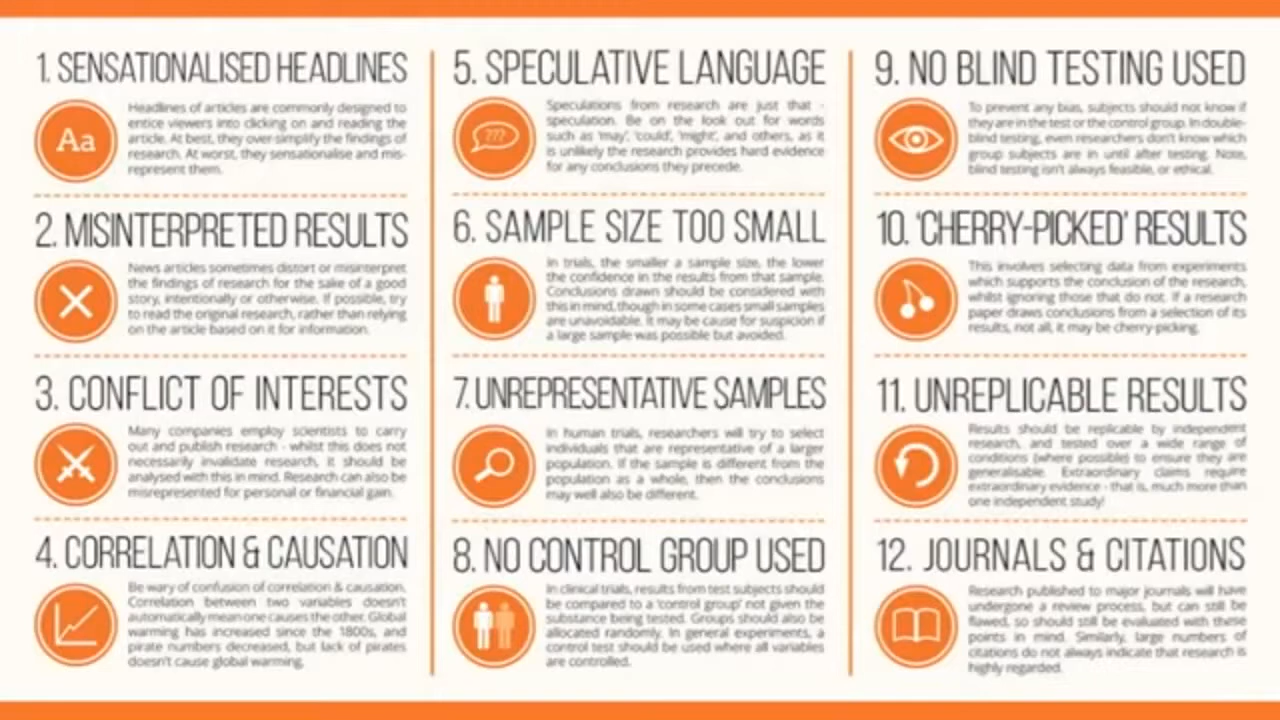 1. SENSATIONALISED HEADLINES
Aa
Headlines of articles are commonly designed to
entice viewers into clicking on and reading the
article. At best, they over-simplify the findings of
research. At worst, they sensationalise and mis-
represent them.
2. MISINTERPRETED RESULTS
News articles sometimes distort or misinterpret
the findings of research for the sake of a good
story, intentionally or otherwise. If possible, try
to read the original research, rather than relying
on the article based on it for information.
3. CONFLICT OF INTERESTS
Many companies employ scientists to carry
out and publish research - whilst this does not
necessarily invalidate research, it should be
analysed with this in mind. Research can also be
misrepresented for personal or financial gain.
4. CORRELATION & CAUSATION
Be wary of confusion of correlation & causation.
Correlation between two variables doesn't
automatically mean one causes the other. Global
warming has increased since the 1800s, and
pirate numbers decreased, but lack of pirates
doesn't cause global warming.
5. SPECULATIVE LANGUAGE
???
Speculations from research are just that -
speculation. Be on the look out for words
such as 'may', 'could', 'might', and others, as it
is unlikely the research provides hard evidence
for any conclusions they precede.
6. SAMPLE SIZE TOO SMALL
In trials, the smaller a sample size, the lower
the confidence in the results from that sample.
Conclusions drawn should be considered with
this in mind, though in some cases small samples
are unavoidable. It may be cause for suspicion if
a large sample was possible but avoided.
7. UNREPRESENTATIVE SAMPLES
In human trials, researchers will try to select
individuals that are representative of a larger
population. If the sample is different from the
population as a whole, then the conclusions
may well also be different.
8. NO CONTROL GROUP USED
In clinical trials, results from test subjects should
be compared to a 'control group' not given the
substance being tested. Groups should also be
allocated randomly. In general experiments, a
control test should be used where all variables
are controlled.
9. NO BLIND TESTING USED
To prevent any bias, subjects should not know if
they are in the test or the control group. In double-
blind testing, even researchers don't know which
group subjects are in until after testing. Note,
blind testing isn't always feasible, or ethical.
10. 'CHERRY-PICKED' RESULTS
This involves selecting data from experiments
which supports the conclusion of the research,
whilst ignoring those that do not. If a research
paper draws conclusions from a selection of its
results, not all, it may be cherry-picking.
11. UNREPLICABLE RESULTS
Results should be replicable by independent
research, and tested over a wide range of
conditions (where possible) to ensure they are
generalisable. Extraordinary claims require
extraordinary evidence - that is, much more than
one independent study!
12. JOURNALS & CITATIONS
Research published to major journals will have
undergone a review process, but can still be
flawed, so should still be evaluated with these
points in mind. Similarly, large numbers of
citations do not always indicate that research is
highly regarded.